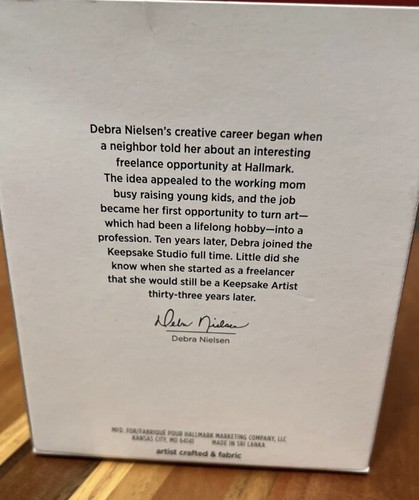 Debra Nielsen's creative career began when
a neighbor told her about an interesting
freelance opportunity at Hallmark.
The idea appealed to the working mom
busy raising young kids, and the job
became her first opportunity to turn art—
which had been a lifelong hobby—into a
profession. Ten years later, Debra joined the
Keepsake Studio full time. Little did she
know when she started as a freelancer
that she would still be a Keepsake Artist
thirty-three years later.
Debra Nielsen
Debra Nielsen
MFD. FOR/FABRIQUÉ POUR HALLMARK MARKETING COMPANY, LLC
KANSAS CITY, MO 64141 MADE IN SRI LANKA
artist crafted & fabric